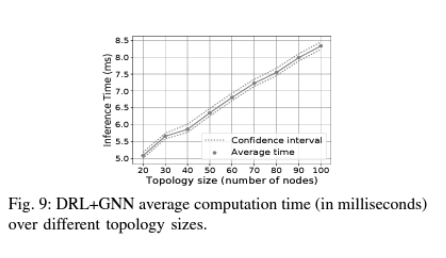 8.5
8.0
7.5
7.0
6.5
6.0
5.5
5.0
Inference Time (ms)
Confidence interval
Average time
20 30 40 50 60 70 80 90 100
Topology size (number of nodes)
Fig. 9: DRL+GNN average computation time (in milliseconds)
over different topology sizes.